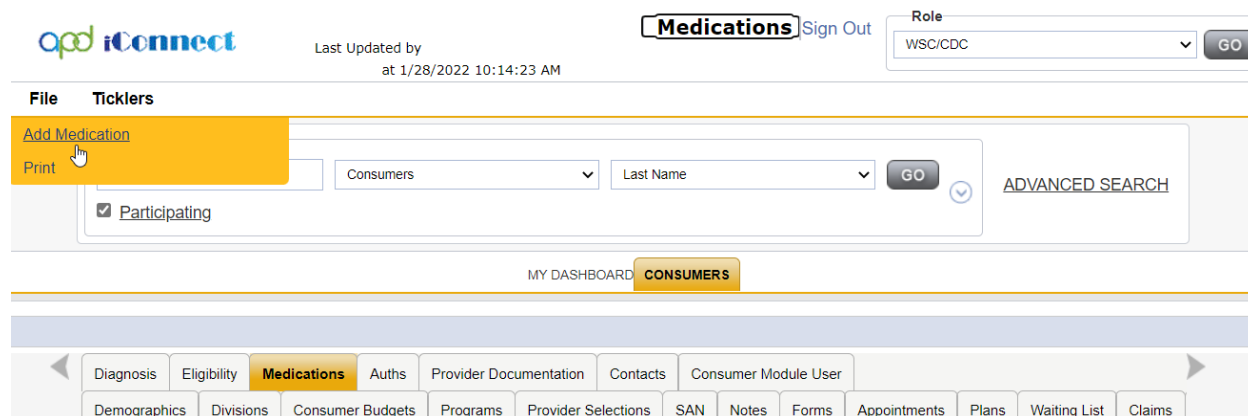 apd iConnect
Last Updated by
at 1/28/2022 10:14:23 AM
Medications Sign Out
Role
WSC/CDC GO
File Ticklers
Add Medication
Print
Consumers Last Name GO
ADVANCED SEARCH
Participating
MY DASHBOARD CONSUMERS
Diagnosis Eligibility Medications Auths Provider Documentation Contacts Consumer Module User
Demographics Divisions Consumer Budgets Programs Provider Selections SAN Notes Forms Appointments Plans Waiting List Claims